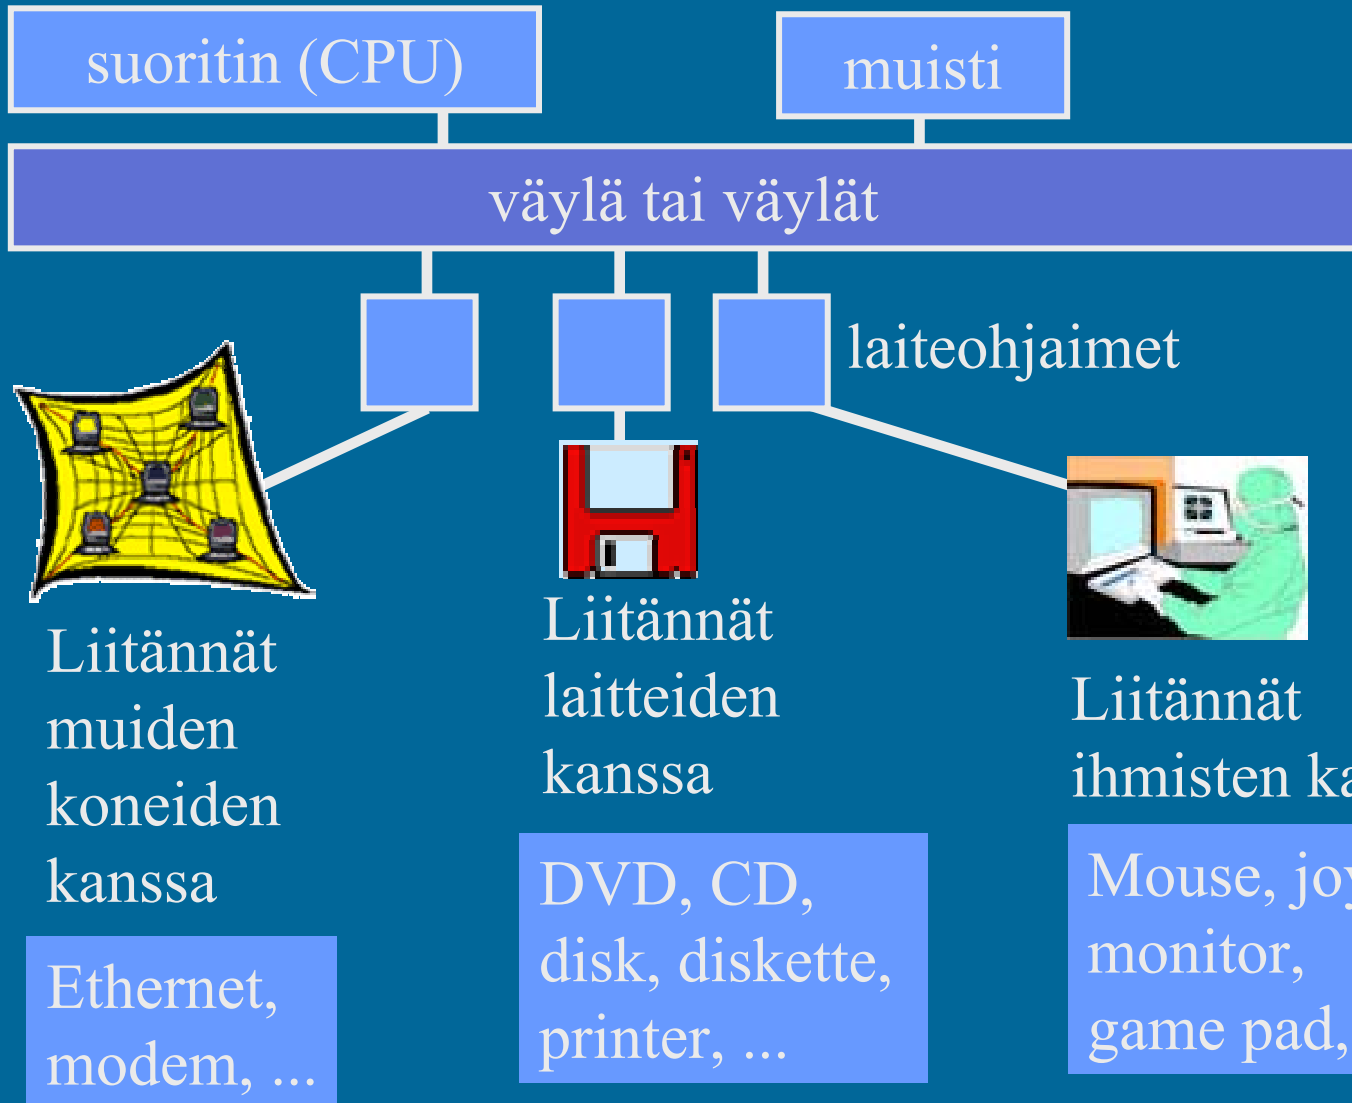 suoritin (CPU)
muisti
väylä tai väylät
laiteohjaimet
Liitännät
muiden
koneiden
kanssa
Ethernet,
modem, ...
Liitännät
laitteiden
kanssa
DVD, CD,
disk, diskette,
printer, ...
Liitännät
ihmisten
Mouse,
monitor,
game pad,